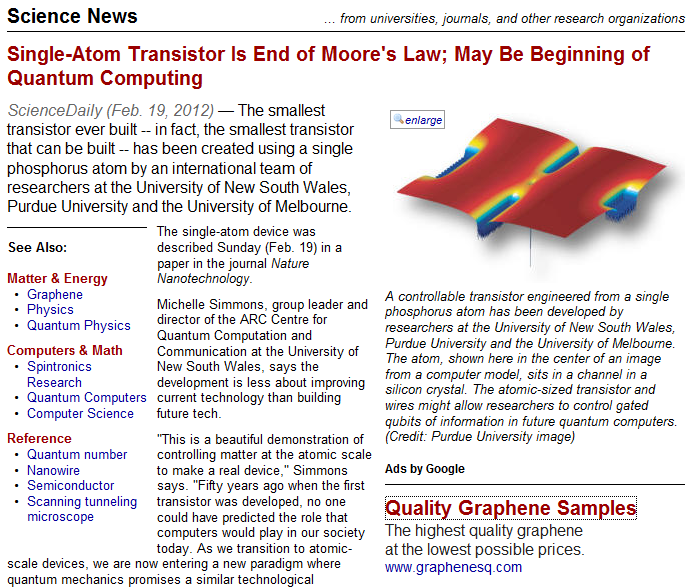 Science News
... from universities, journals, and other research organizations
Single-Atom Transistor Is End of Moore's Law; May Be Beginning of
Quantum Computing
ScienceDaily (Feb. 19, 2012) — The smallest
transistor ever built -- in fact, the smallest transistor
that can be built -- has been created using a single
phosphorus atom by an international team of
researchers at the University of New South Wales,
Purdue University and the University of Melbourne.
See Also:
Matter & Energy
• Graphene
• Physics
• Quantum Physics
Computers & Math
• Spintronics
Research
• Quantum Computers
• Computer Science
Reference
• Quantum number
• Nanowire
• Semiconductor
• Scanning tunneling
microscope
The single-atom device was
described Sunday (Feb. 19) in a
paper in the journal Nature
Nanotechnology.
Michelle Simmons, group leader and
director of the ARC Centre for
Quantum Computation and
Communication at the University of
New South Wales, says the
development is less about improving
current technology than building
future tech.
"This is a beautiful demonstration of
controlling matter at the atomic scale
to make a real device," Simmons
says. "Fifty years ago when the first
transistor was developed, no one
could have predicted the role that
computers would play in our society
today. As we transition to atomic-
scale devices, we are now entering a new paradigm where
quantum mechanics promises a similar technological
enlarge
A controllable transistor engineered from a single
phosphorus atom has been developed by
researchers at the University of New South Wales,
Purdue University and the University of Melbourne.
The atom, shown here in the center of an image
from a computer model, sits in a channel in a
silicon crystal. The atomic-sized transistor and
wires might allow researchers to control gated
qubits of information in future quantum computers.
(Credit: Purdue University image)
Ads by Google
Quality Graphene Samples
The highest quality graphene
at the lowest possible prices.
www.graphenesq.com